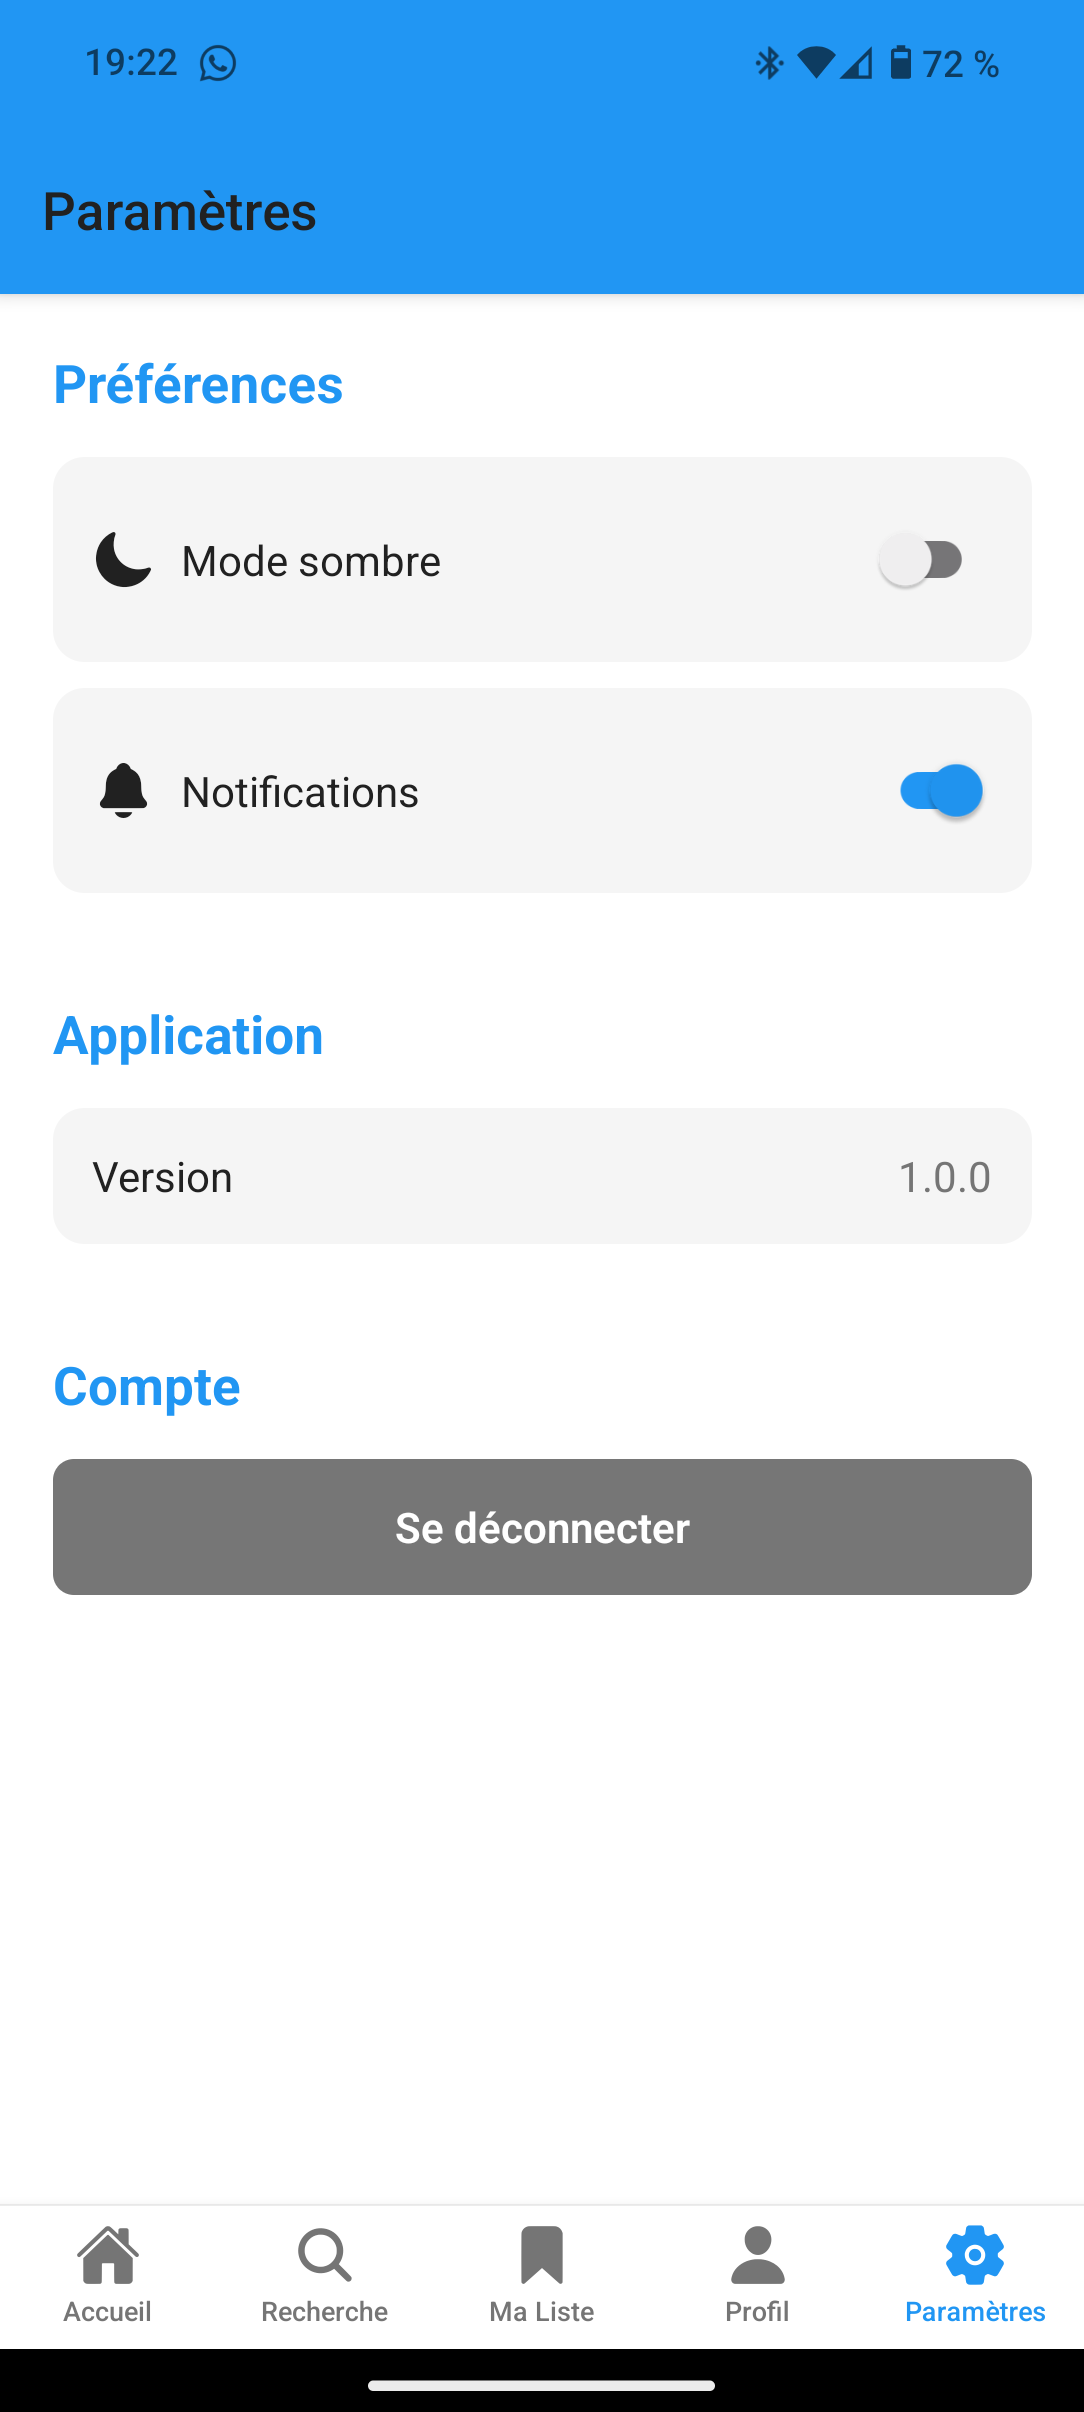 19:22 72 %
Paramètres
Préférences
Mode sombre
Notifications
Application
Version 1.0.0
Compte
Se déconnecter
Accueil Recherche Ma Liste Profil Paramètres